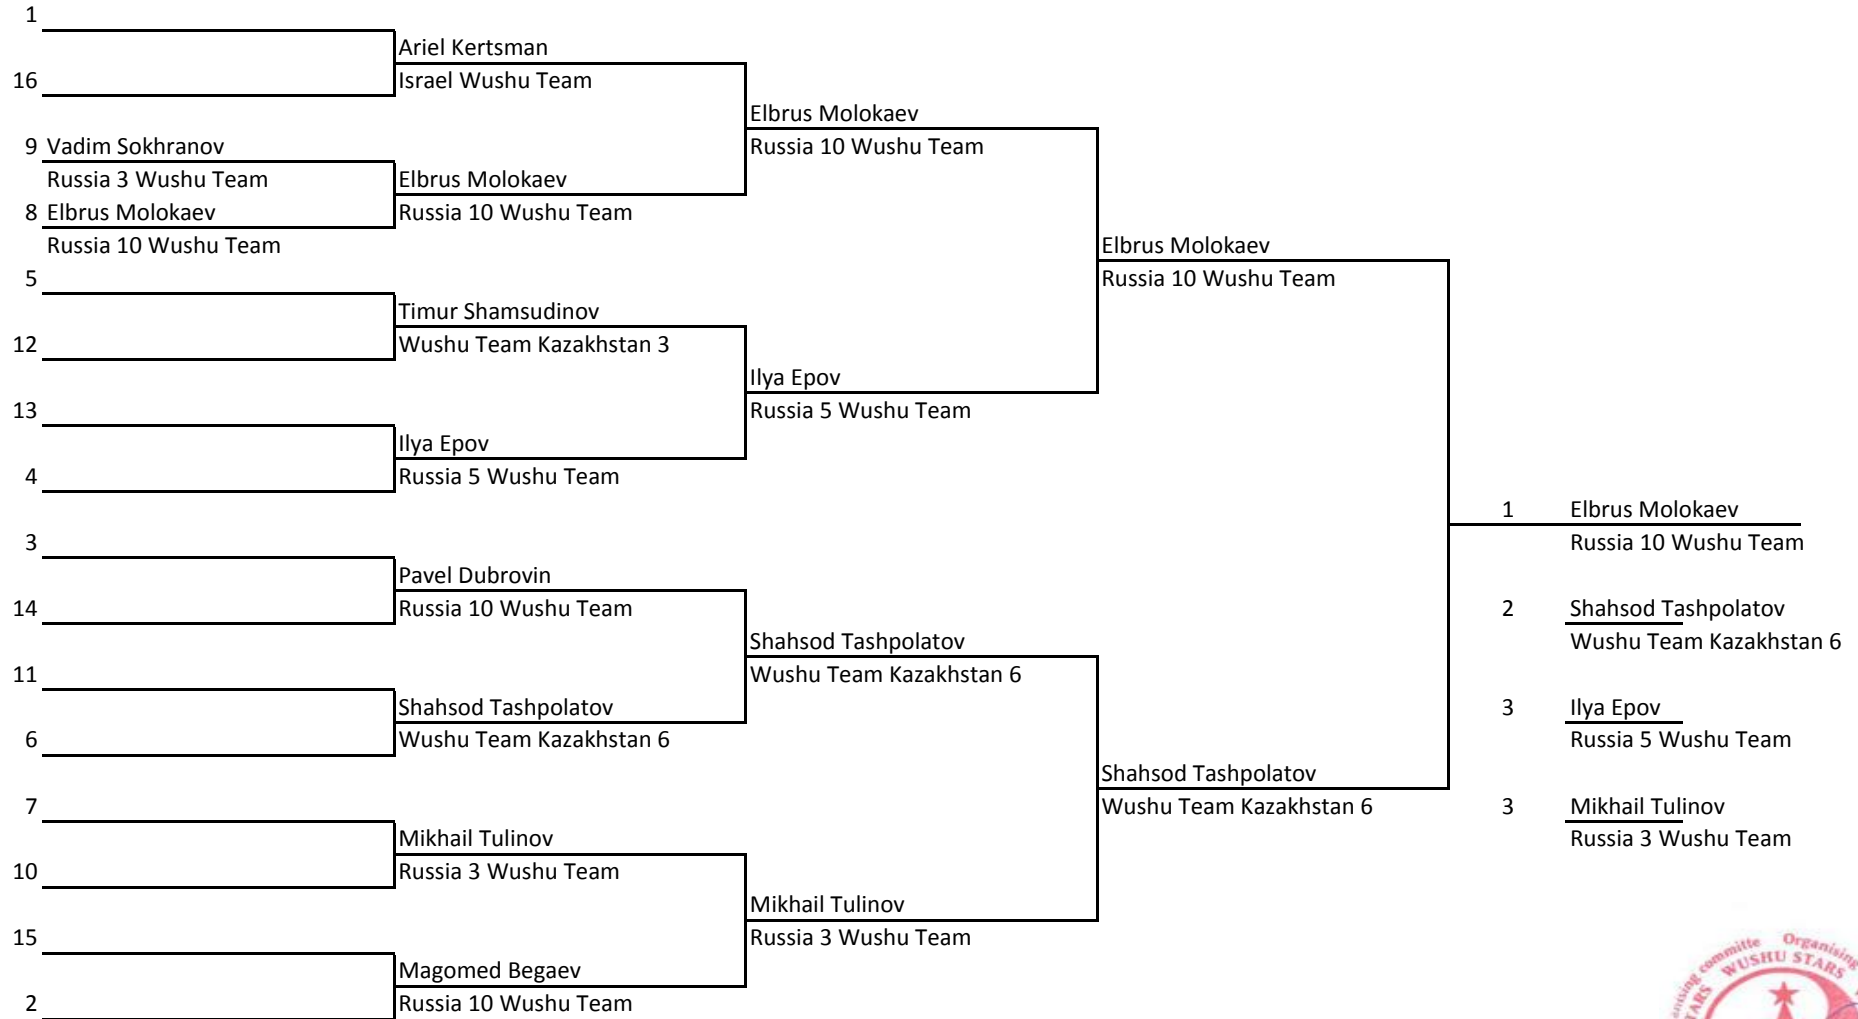 1
Ariel Kertsman
16
Israel Wushu Team
Elbrus Molokaev
9 Vadim Sokhranov
Russia 10 Wushu Team
Russia 3 Wushu Team
Elbrus Molokaev
8 Elbrus Molokaev
Russia 10 Wushu Team
Russia 10 Wushu Team
Elbrus Molokaev
5
Russia 10 Wushu Team
Timur Shamsudinov
12
Wushu Team Kazakhstan 3
Ilya Epov
13
Russia 5 Wushu Team
Ilya Epov
4
Russia 5 Wushu Team
1 Elbrus Molokaev
3
Russia 10 Wushu Team
Pavel Dubrovin
14
Russia 10 Wushu Team
2 Shahsod Tashpolatov
Shahsod Tashpolatov
Wushu Team Kazakhstan 6
11
Wushu Team Kazakhstan 6
Shahsod Tashpolatov
3 Ilya Epov
6
Wushu Team Kazakhstan 6
Russia 5 Wushu Team
Shahsod Tashpolatov
7
Wushu Team Kazakhstan 6
3 Mikhail Tulinov
Mikhail Tulinov
Russia 3 Wushu Team
10
Russia 3 Wushu Team
Mikhail Tulinov
15
Russia 3 Wushu Team
Magomed Begaev
2
Russia 10 Wushu Team
committe Organising
STARS WUSHU STARS